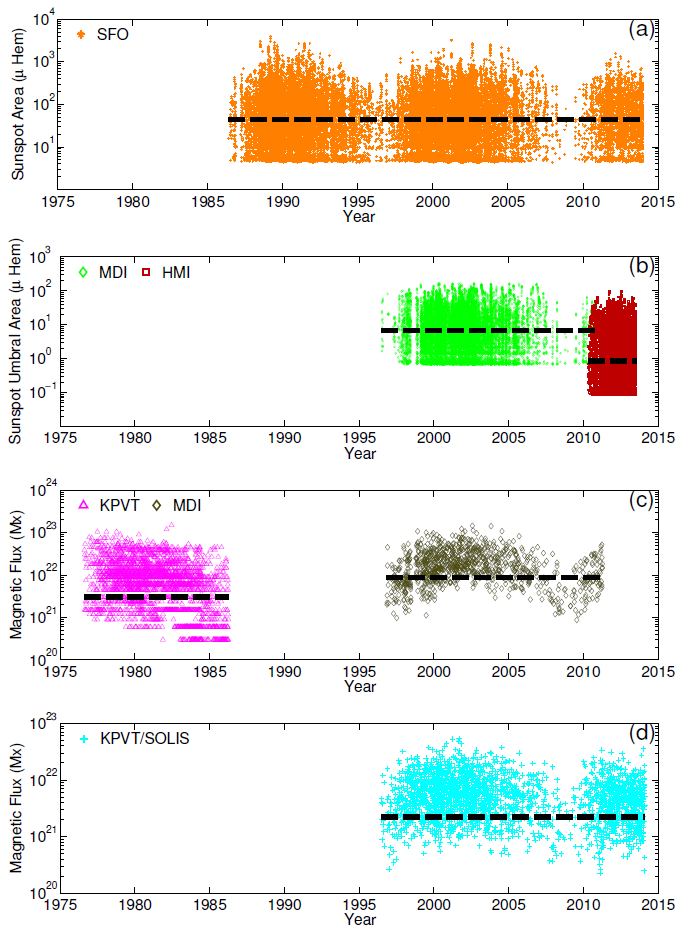 (a)
SFO
10^4
10^3
10^2
10^1
Sunspot Area (μ Hem)
1975 1980 1985 1990 1995 2000 2005 2010 2015
Year
(b)
MDI HMI
10^3
10^2
10^1
10^0
10^−1
Sunspot Umbral Area (μ Hem)
1975 1980 1985 1990 1995 2000 2005 2010 2015
Year
(c)
KPVT MDI
10^24
10^23
10^22
10^21
10^20
Magnetic Flux (Mx)
1975 1980 1985 1990 1995 2000 2005 2010 2015
Year
(d)
KPVT/SOLIS
10^23
10^22
10^21
10^20
Magnetic Flux (Mx)
1975 1980 1985 1990 1995 2000 2005 2010 2015
Year